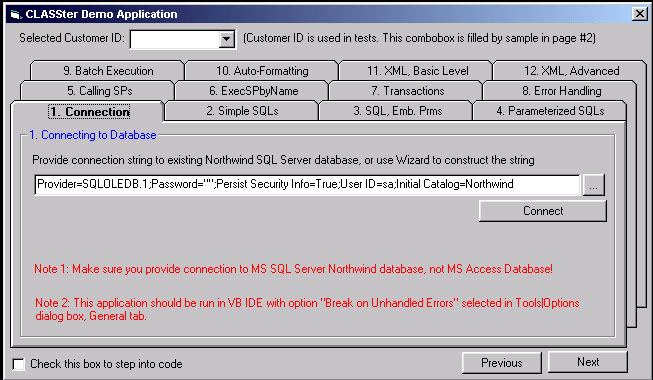 CLASSter Demo Application
Selected Customer ID: (Customer ID is used in tests. This combobox is filled by sample in page #2)
9. Batch Execution 10. Auto-Formatting 11. XML, Basic Level 12. XML, Advanced
5. Calling SPs 6. ExecSPbyName 7. Transactions 8. Error Handling
1. Connection 2. Simple SQLs 3. SQL, Emb. Prms 4. Parameterized SQLs
1. Connecting to Database
Provide connection string to existing Northwind SQL Server database, or use Wizard to construct the string
Provider=SQLOLEDB.1;Password="";Persist Security Info=True;User ID=sa;Initial Catalog=Northwind ...
Connect
Note 1: Make sure you provide connection to MS SQL Server Northwind database, not MS Access Database!
Note 2: This application should be run in VB IDE with option "Break on Unhandled Errors" selected in Tools|Options
dialog box, General tab.
Check this box to step into code Previous Next